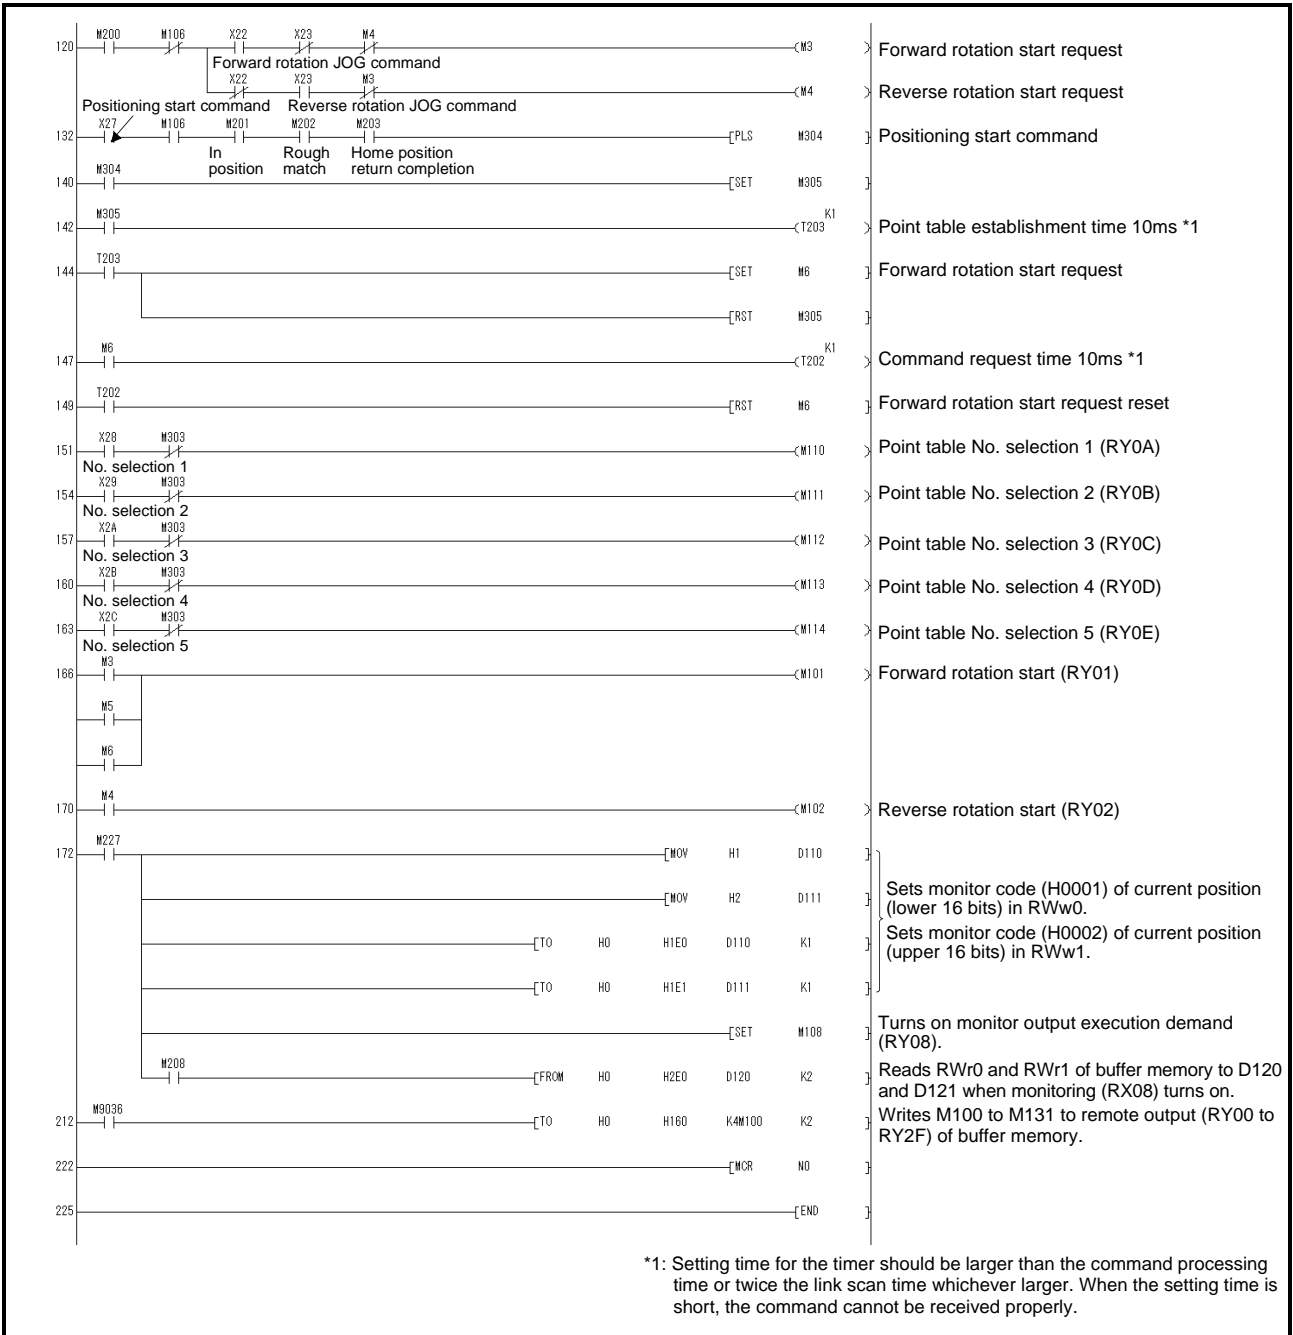 M200 M106 X22 X23 M4
120 (M3 ) Forward rotation start request
Forward rotation JOG command
X22 X23 M3
(M4 ) Reverse rotation start request
Positioning start command Reverse rotation JOG command
X27 M106 M201 M202 M203
132 [PLS M304 ] Positioning start command
In position Rough match Home position return completion
M304
140 [SET M305 ]
M305 K1
142 (T203 ) Point table establishment time 10ms *1
T203
144 [SET M6 ] Forward rotation start request
[RST M305 ]
M6 K1
147 (T202 ) Command request time 10ms *1
T202
149 [RST M6 ] Forward rotation start request reset
X28 M303
151 (M110 ) Point table No. selection 1 (RY0A)
No. selection 1
X29 M303
154 (M111 ) Point table No. selection 2 (RY0B)
No. selection 2
X2A M303
157 (M112 ) Point table No. selection 3 (RY0C)
No. selection 3
X2B M303
160 (M113 ) Point table No. selection 4 (RY0D)
No. selection 4
X2C M303
163 (M114 ) Point table No. selection 5 (RY0E)
No. selection 5
M3
166 (M101 ) Forward rotation start (RY01)
M5
M6
M4
170 (M102 ) Reverse rotation start (RY02)
M227
172 [MOV H1 D110 ]
[MOV H2 D111 ]
Sets monitor code (H0001) of current position
(lower 16 bits) in RWw0.
Sets monitor code (H0002) of current position
(upper 16 bits) in RWw1.
[TO H0 H1E0 D110 K1 ]
[TO H0 H1E1 D111 K1 ]
[SET M108 ] Turns on monitor output execution demand
(RY08).
M208
[FROM H0 H2E0 D120 K2 ] Reads RWr0 and RWr1 of buffer memory to D120
and D121 when monitoring (RX08) turns on.
M9036
212 [TO H0 H160 K4M100 K2 ] Writes M100 to M131 to remote output (RY00 to
RY2F) of buffer memory.
222 [MCR N0 ]
225 [END ]
*1: Setting time for the timer should be larger than the command processing
time or twice the link scan time whichever larger. When the setting time is
short, the command cannot be received properly.